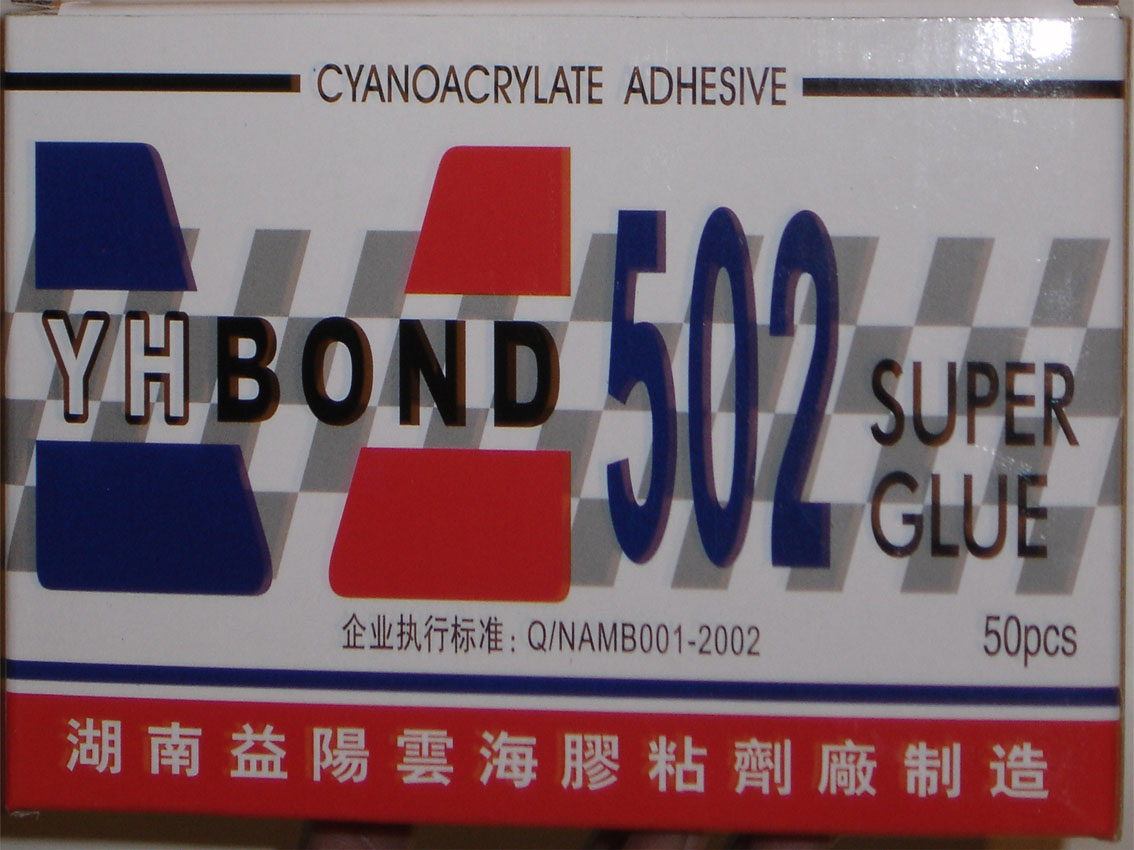 CYANOACRYLATE ADHESIVE
YHBOND
502
SUPER
GLUE
企业执行标准: Q/NAMB001-2002
50pcs
湖南益陽雲海膠粘劑廠制造